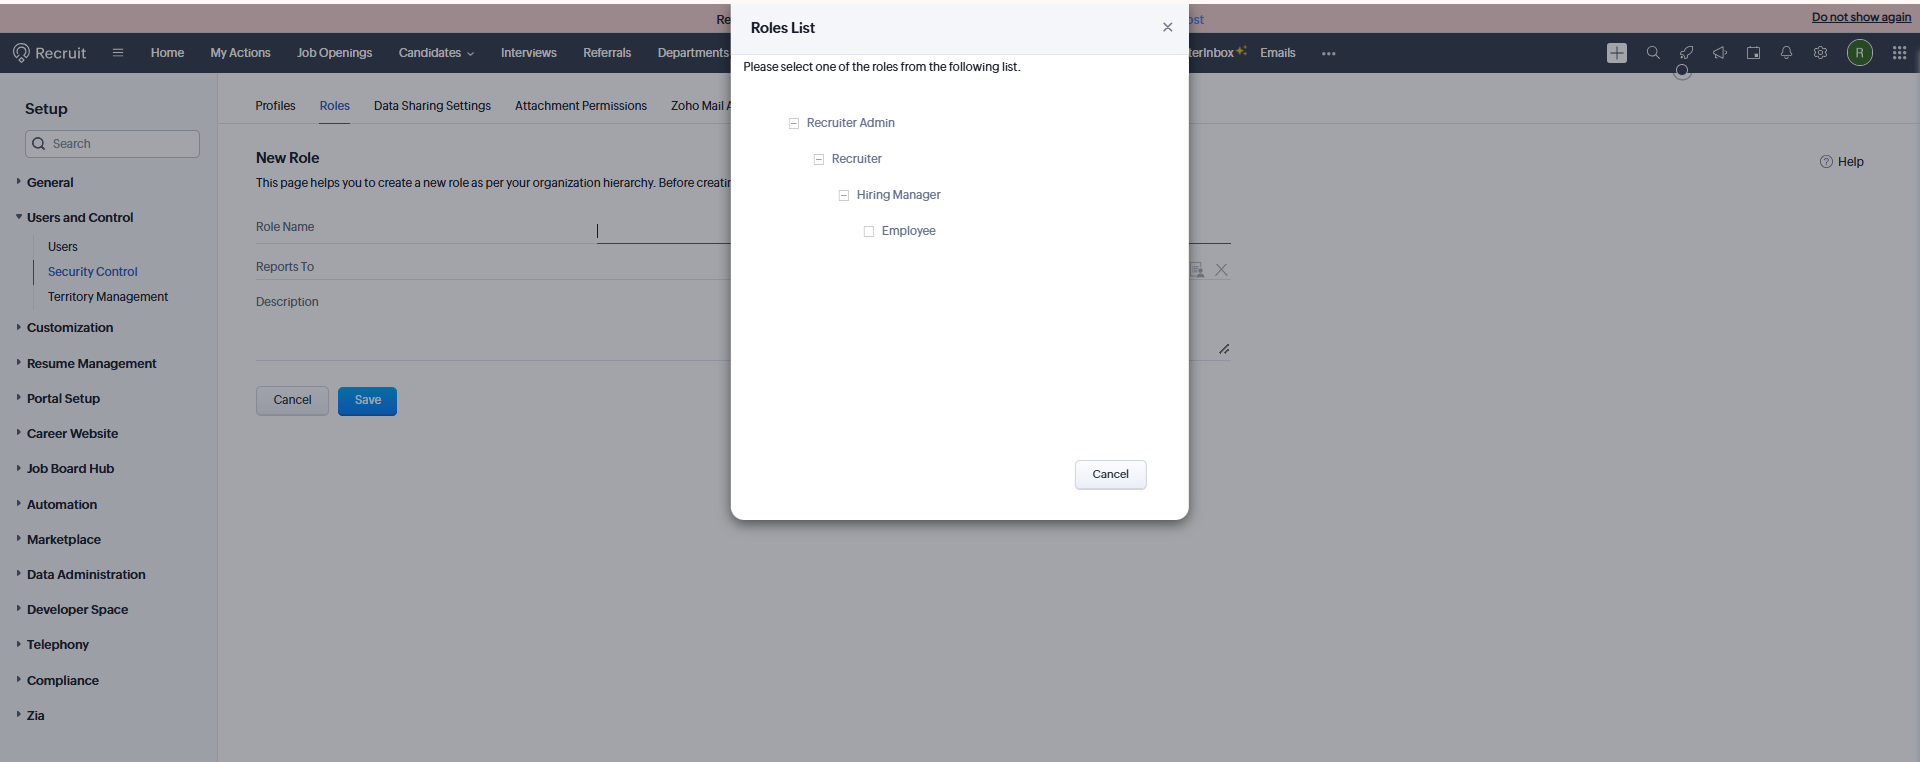 Re
ost
Do not show again
Recruit
Home
My Actions
Job Openings
Candidates
Interviews
Referrals
Departments
terInbox
Emails
R
Setup
Search
General
Users and Control
Users
Security Control
Territory Management
Customization
Resume Management
Portal Setup
Career Website
Job Board Hub
Automation
Marketplace
Data Administration
Developer Space
Telephony
Compliance
Zia
Profiles
Roles
Data Sharing Settings
Attachment Permissions
Zoho Mail A
New Role
Help
This page helps you to create a new role as per your organization hierarchy. Before creatin
Role Name
Reports To
Description
Cancel
Save
Roles List
Please select one of the roles from the following list.
Recruiter Admin
Recruiter
Hiring Manager
Employee
Cancel